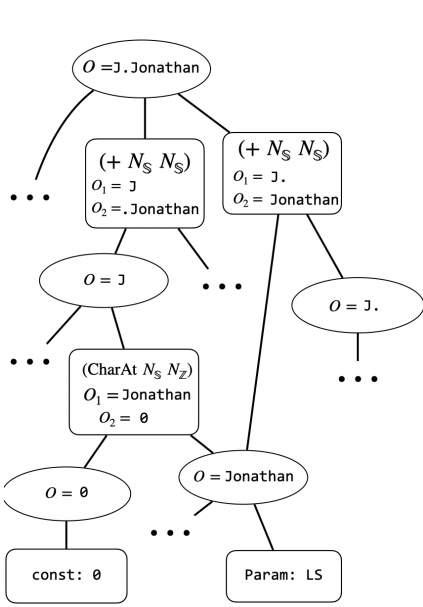 O =J.Jonathan
(+ N𝕊 N𝕊)
O₁ = J
O₂ =.Jonathan
(+ N𝕊 N𝕊)
O₁ = J.
O₂ = Jonathan
• • •
O = J
• • •
O = J.
• • •
(CharAt N𝕊 Nℤ)
O₁ = Jonathan
O₂ = 0
• • •
O = 0
O = Jonathan
• • •
const: 0
Param: LS